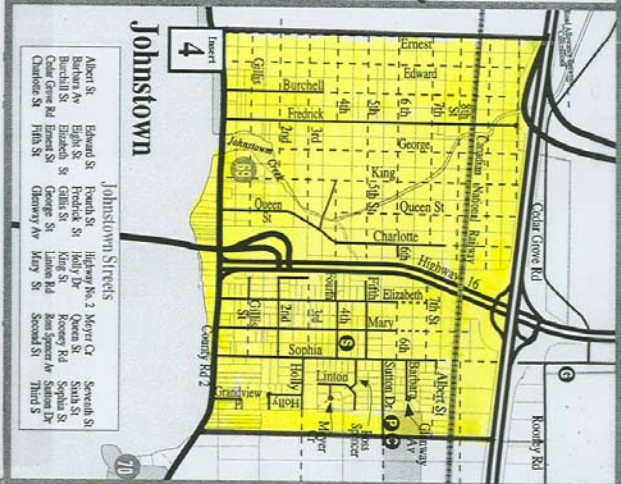 Johnstown
Insert
4
Ernest
Edward
Gillis
Burchell
4th
5th
6th
7th
8th
St
Fredrick
2nd
3rd
George
Canadian National Railway
Cedar Grove Rd
Johnstown Creek
69
King
5th St
Queen St
Queen
St
Charlotte
6th
Highway 16
Fourth
Fifth
Elizabeth
7th St
Gillis
St
2nd
3rd
4th
Mary
6th
S
Sophia
County Rd 2
Holly
Linton
Sutton Dr
Barbara
Albert St
G
Rooney Rd
Grandview
Pl
Holly
Meyer
Cr
Ross
Spencer
P
C
Glenway
Av
70
Johnstown Streets
Albert St
Barbara Av
Burchill St
Cedar Grove Rd
Charlotte St
Edward St
Eight St
Elizabeth St
Ernest St
Fifth St
Fourth St
Fredrick St
Gillis St
George St
Glenway Av
Highway No. 2
Holly Dr
King St
Linton Rd
Mary St
Meyer Cr
Queen St
Rooney Rd
Ross Spencer Av
Second St
Seventh St
Sixth St
Sophia St
Sutton Dr
Third S